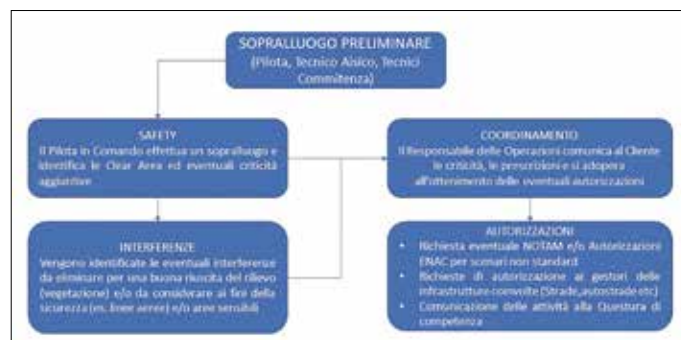 SOPRALLUOGO PRELIMINARE
(Pilota, Tecnico Aisico, Tecnici
Committenza)
SAFETY
Il Pilota in Comando effettua un sopralluogo e
identifica le Clear Area ed eventuali criticità
aggiuntive
INTERFERENZE
Vengono identificate le eventuali interferenze
da eliminare per una buona riuscita del rilievo
(vegetazione) e/o da considerare ai fini della
sicurezza (es. linee aeree) e/o aree sensibili
COORDINAMENTO
Il Responsabile delle Operazioni comunica al Cliente
le criticità, le prescrizioni e si adopera
all'ottenimento delle eventuali autorizzazioni
AUTORIZZAZIONI
• Richiesta eventuale NOTAM e/o Autorizzazioni
ENAC per scenari non standard
• Richieste di autorizzazione ai gestori delle
infrastrutture coinvolte (Strade, autostrade etc)
• Comunicazione delle attività alla Questura di
competenza